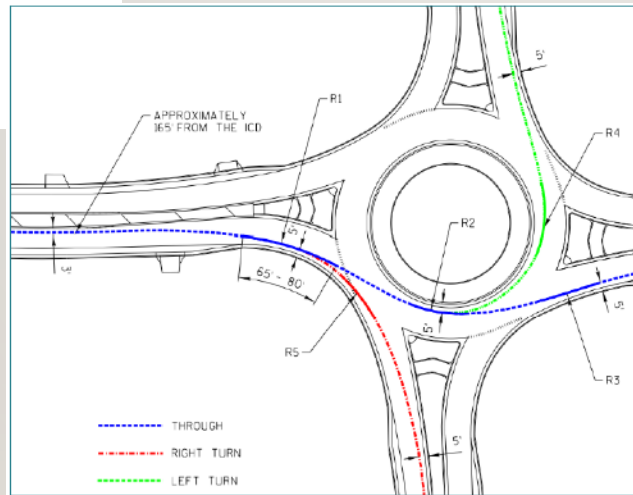 5'
R1
APPROXIMATELY
165' FROM THE ICD
R4
R2
5'
3'
65' - 80'
5'
5'
R5
R3
THROUGH
5'
RIGHT TURN
LEFT TURN